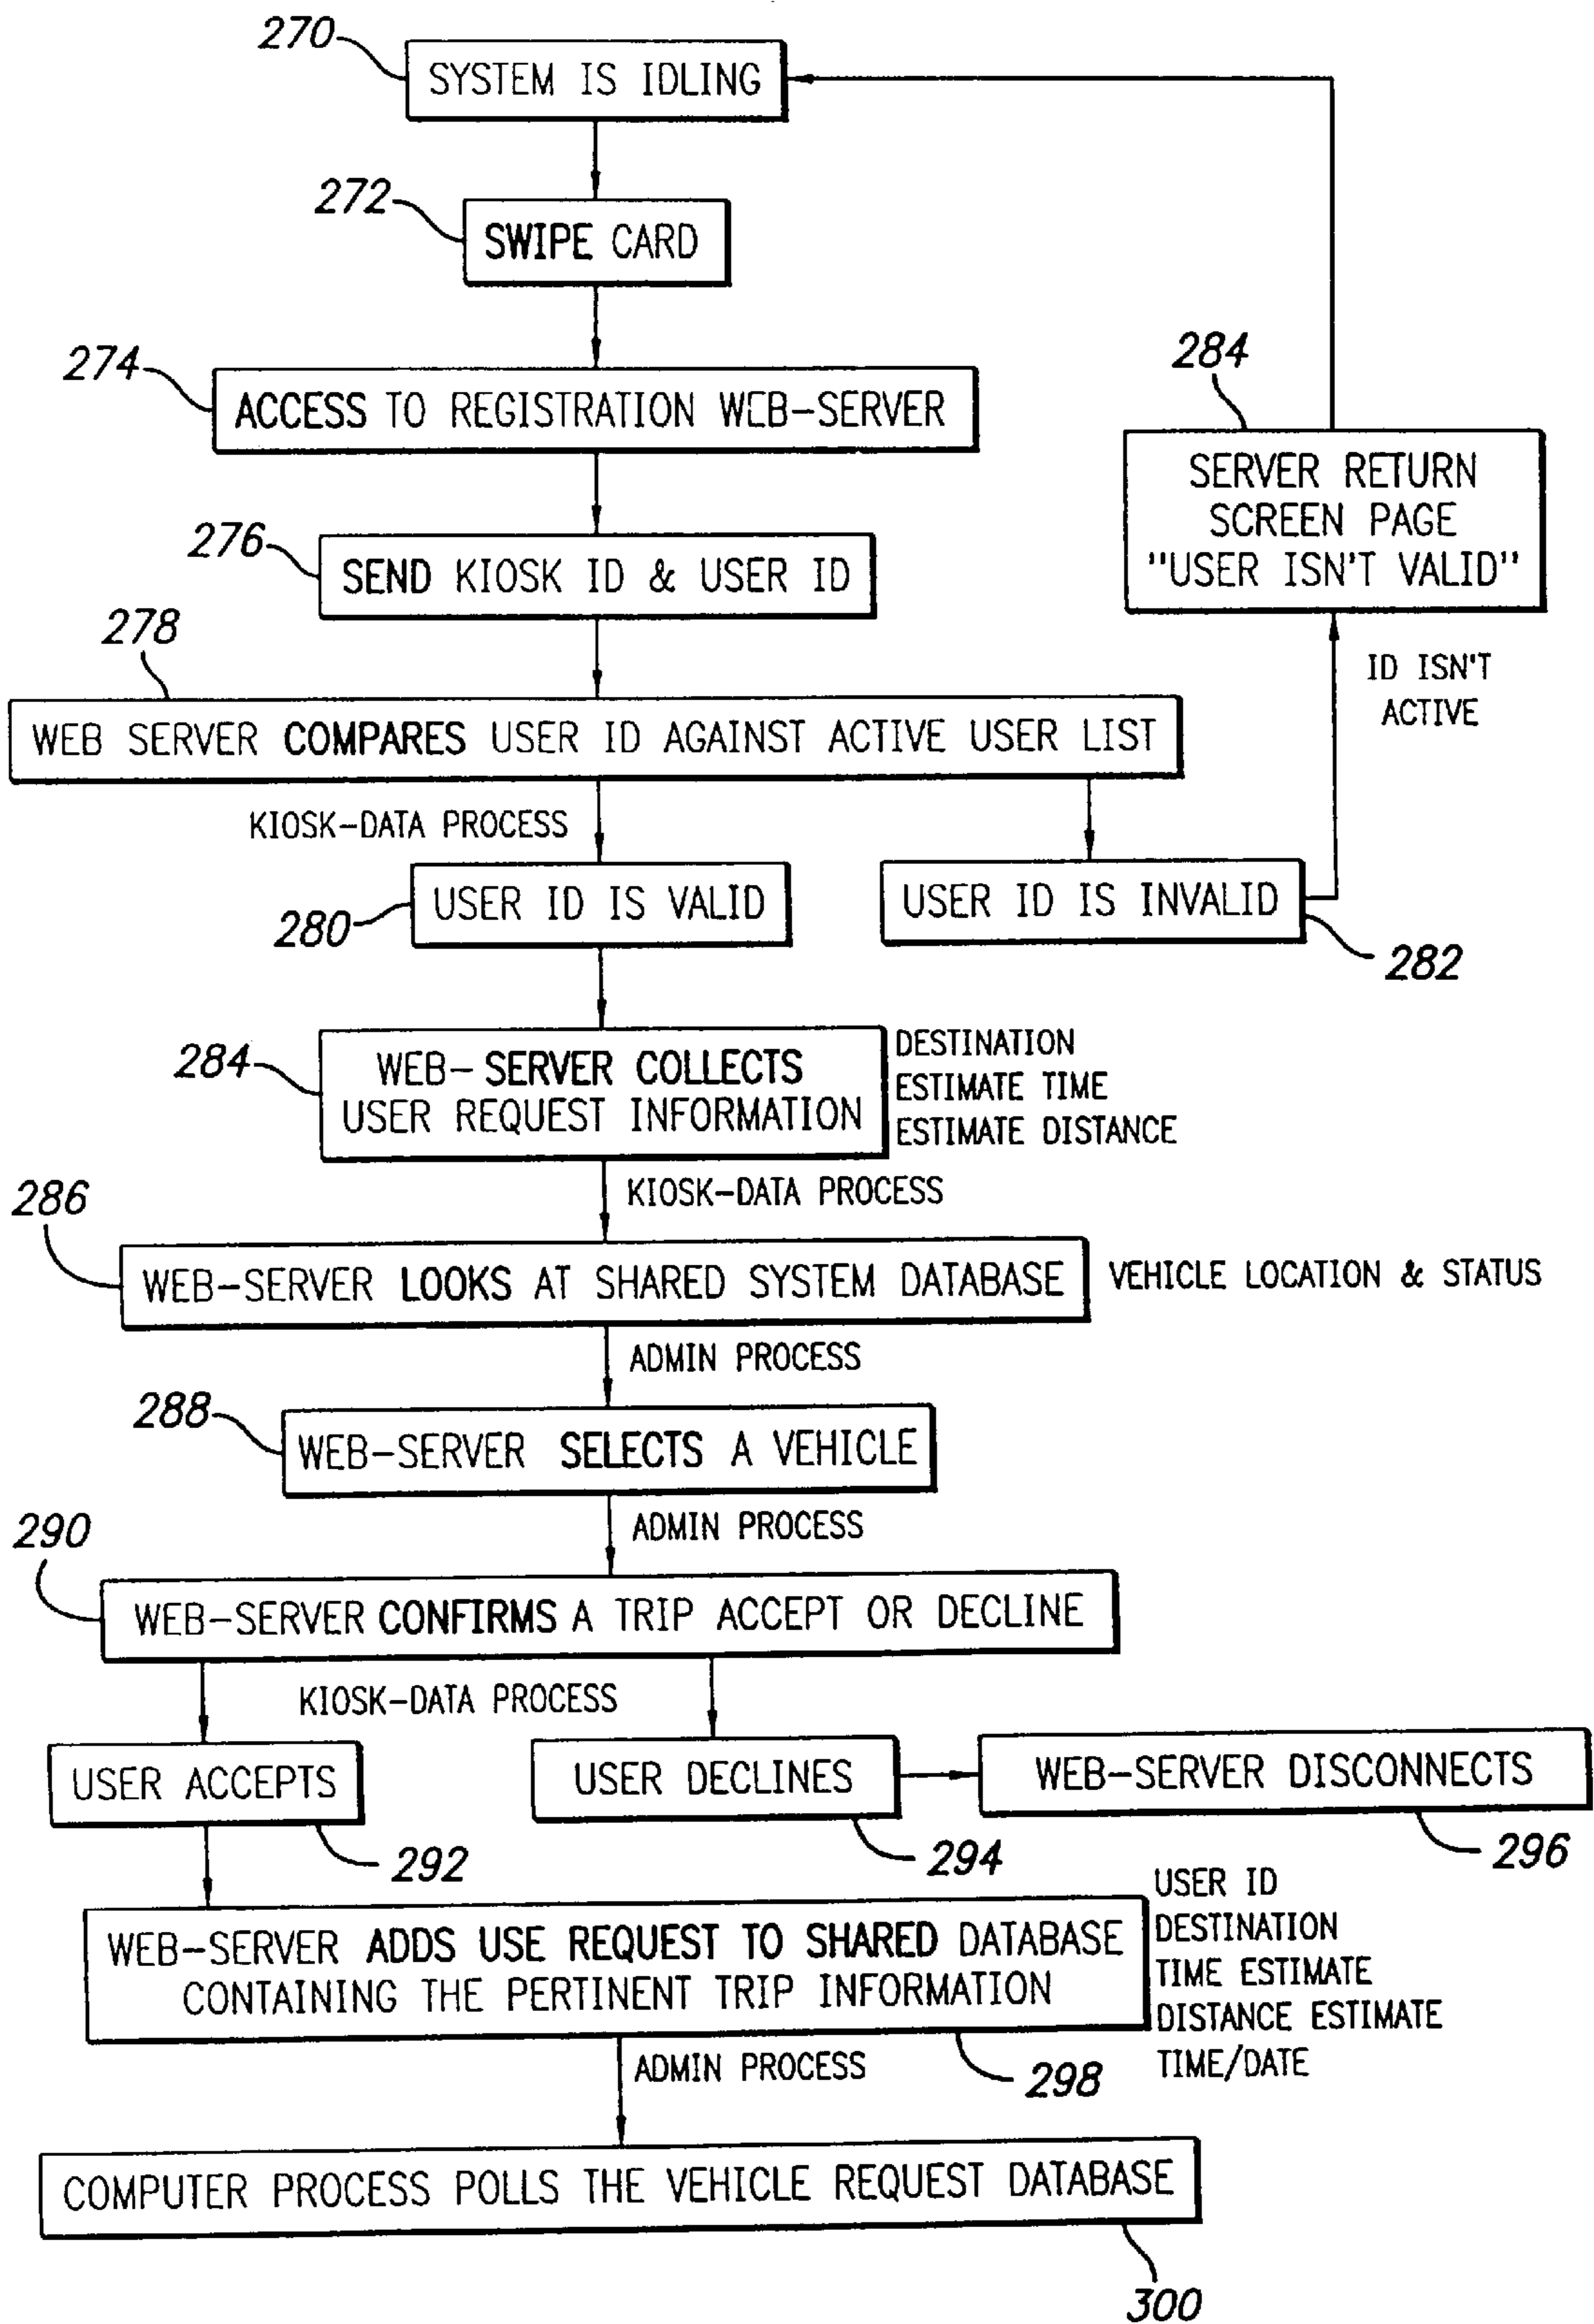 270
SYSTEM IS IDLING
272
SWIPE CARD
274
ACCESS TO REGISTRATION WEB-SERVER
284
SERVER RETURN
SCREEN PAGE
"USER ISN'T VALID"
276
SEND KIOSK ID & USER ID
ID ISN'T
ACTIVE
278
WEB SERVER COMPARES USER ID AGAINST ACTIVE USER LIST
KIOSK-DATA PROCESS
USER ID IS VALID
280
USER ID IS INVALID
282
284
WEB- SERVER COLLECTS
USER REQUEST INFORMATION
DESTINATION
ESTIMATE TIME
ESTIMATE DISTANCE
KIOSK-DATA PROCESS
286
WEB-SERVER LOOKS AT SHARED SYSTEM DATABASE
VEHICLE LOCATION & STATUS
ADMIN PROCESS
288
WEB-SERVER SELECTS A VEHICLE
ADMIN PROCESS
290
WEB-SERVER CONFIRMS A TRIP ACCEPT OR DECLINE
KIOSK-DATA PROCESS
USER ACCEPTS
292
USER DECLINES
294
WEB-SERVER DISCONNECTS
296
WEB-SERVER ADDS USE REQUEST TO SHARED DATABASE
CONTAINING THE PERTINENT TRIP INFORMATION
USER ID
DESTINATION
TIME ESTIMATE
DISTANCE ESTIMATE
TIME/DATE
ADMIN PROCESS
298
COMPUTER PROCESS POLLS THE VEHICLE REQUEST DATABASE
300